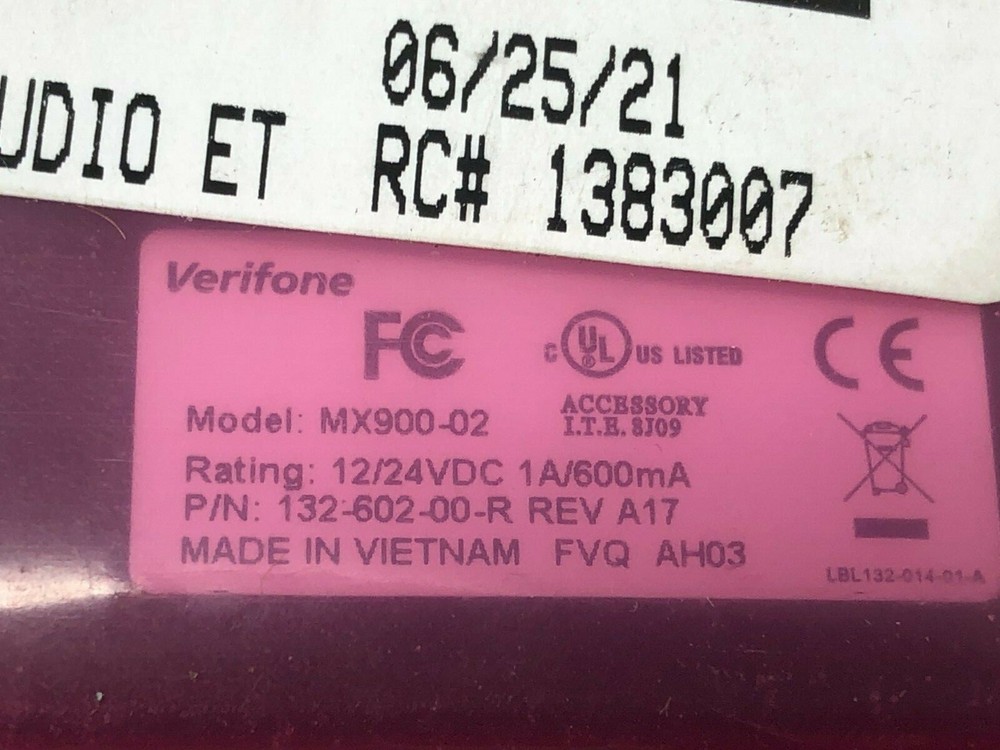 06/25/21
UDIO ET RC# 1383007
Verifone
FC
C UL US LISTED
CE
ACCESSORY
I.T.E. 8J09
Model: MX900-02
Rating: 12/24VDC 1A/600mA
P/N: 132-602-00-R REV A17
MADE IN VIETNAM FVQ AH03
LBL132-014-01-A